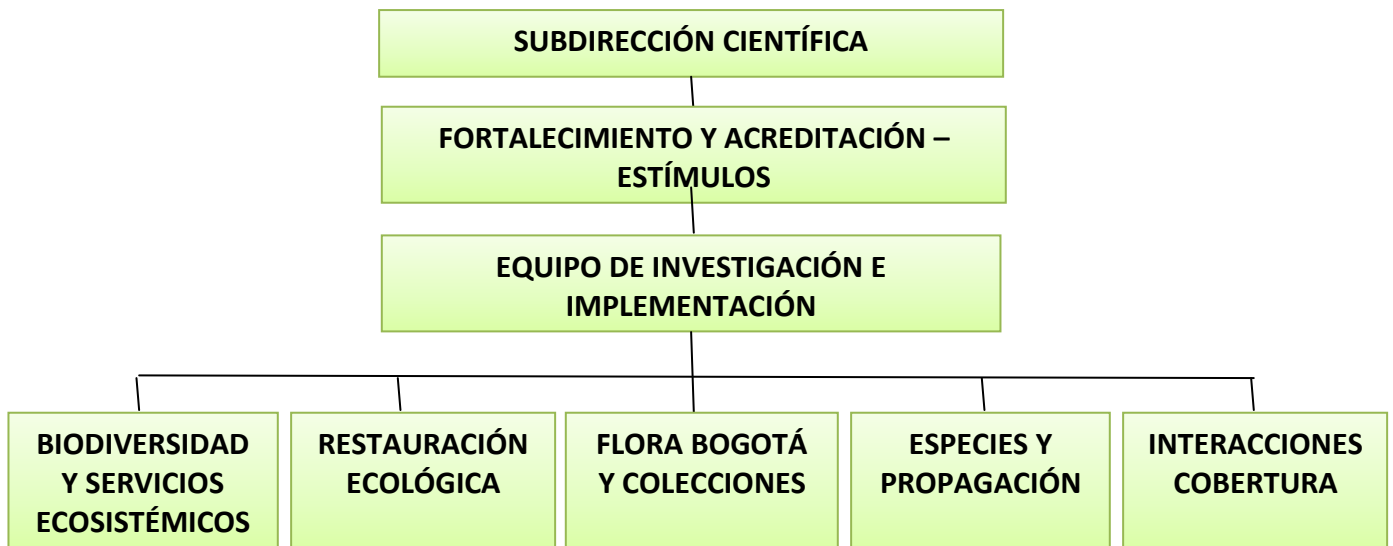 SUBDIRECCIÓN CIENTÍFICA
FORTALECIMIENTO Y ACREDITACIÓN –
ESTÍMULOS
EQUIPO DE INVESTIGACIÓN E
IMPLEMENTACIÓN
BIODIVERSIDAD
Y SERVICIOS
ECOSISTÉMICOS
RESTAURACIÓN
ECOLÓGICA
FLORA BOGOTÁ
Y COLECCIONES
ESPECIES Y
PROPAGACIÓN
INTERACCIONES
COBERTURA